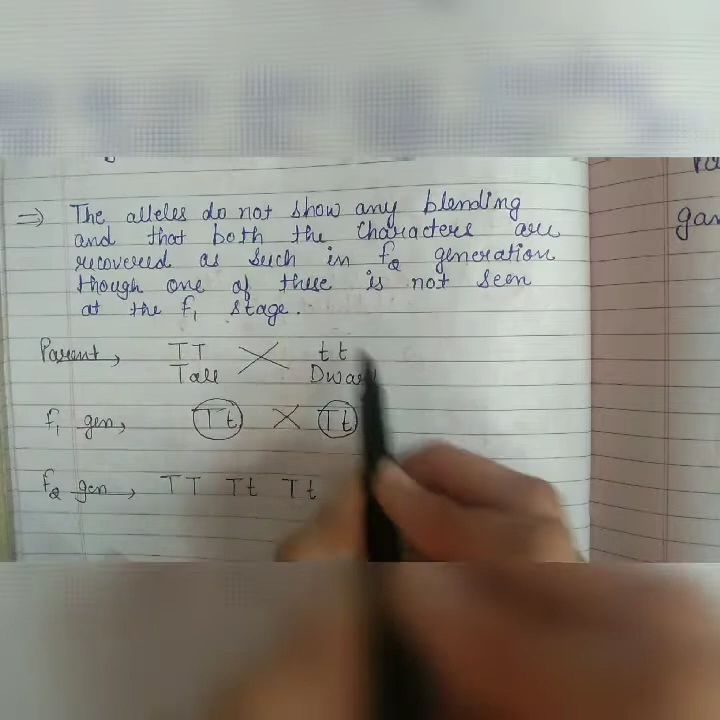 ⇒ The alleles do not show any blending
and that both the characters are
recovered as such in f2 generation
though one of these is not seen
at the f1 stage.
Parent, TT × tt
Tall
f1 gen, Tt × Tt
f2 gen → TT Tt Tt